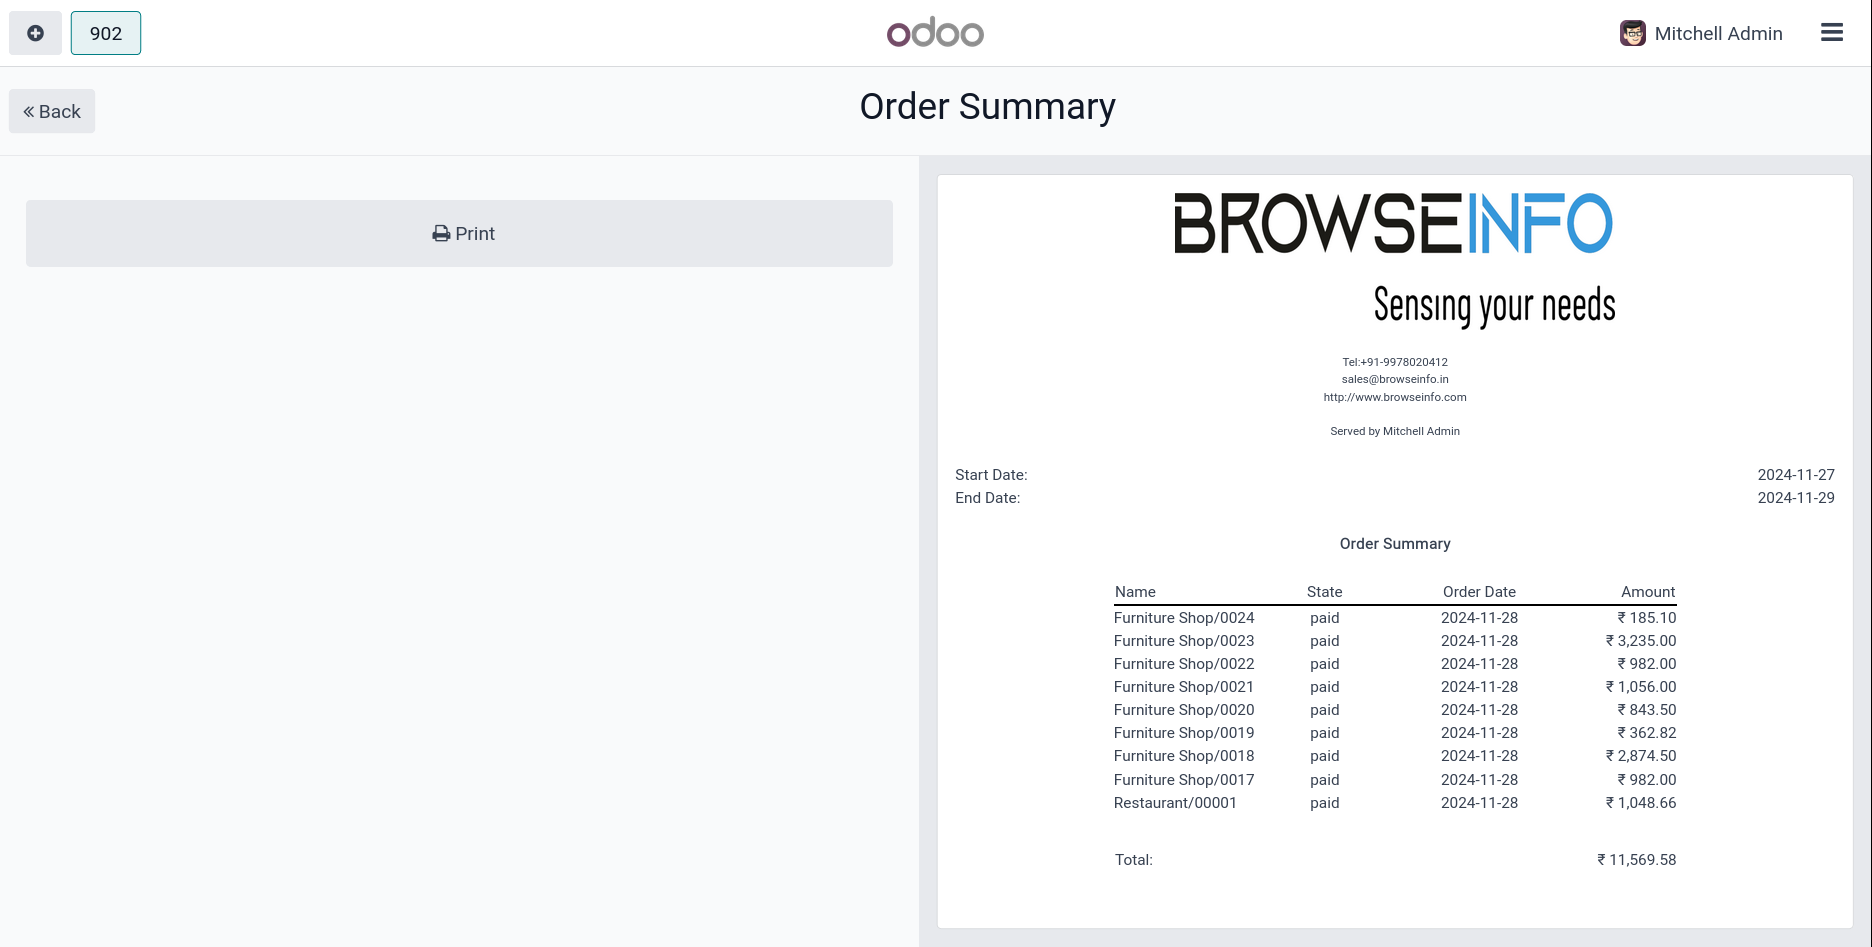 902
odoo
Mitchell Admin
Back
Order Summary
Print
BROWSEINFO
Sensing your needs
Tel:+91-9978020412
sales@browseinfo.in
http://www.browseinfo.com
Served by Mitchell Admin
Start Date: 2024-11-27
End Date: 2024-11-29
Order Summary
Name State Order Date Amount
Furniture Shop/0024 paid 2024-11-28 ₹ 185.10
Furniture Shop/0023 paid 2024-11-28 ₹ 3,235.00
Furniture Shop/0022 paid 2024-11-28 ₹ 982.00
Furniture Shop/0021 paid 2024-11-28 ₹ 1,056.00
Furniture Shop/0020 paid 2024-11-28 ₹ 843.50
Furniture Shop/0019 paid 2024-11-28 ₹ 362.82
Furniture Shop/0018 paid 2024-11-28 ₹ 2,874.50
Furniture Shop/0017 paid 2024-11-28 ₹ 982.00
Restaurant/00001 paid 2024-11-28 ₹ 1,048.66
Total: ₹ 11,569.58